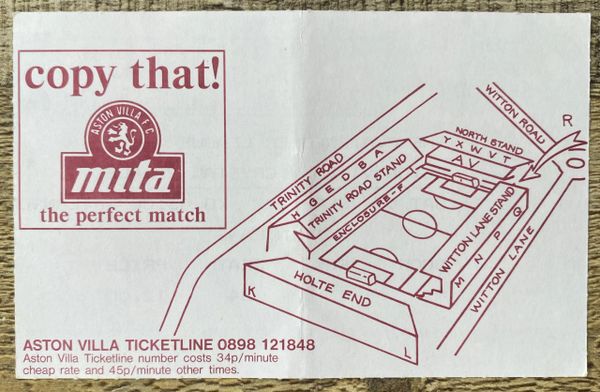 copy that!
ASTON VILLA F.C
mita
the perfect match
TRINITY ROAD
H G E D B A
TRINITY ROAD STAND
ENCLOSURE-F
NORTH STAND
Y X W V T
A V
WITTON ROAD
R
O
WITTON LANE STAND
M N P Q
WITTON LANE
HOLTE END
K
L
ASTON VILLA TICKETLINE 0898 121848
Aston Villa Ticketline number costs 34p/minute
cheap rate and 45p/minute other times.